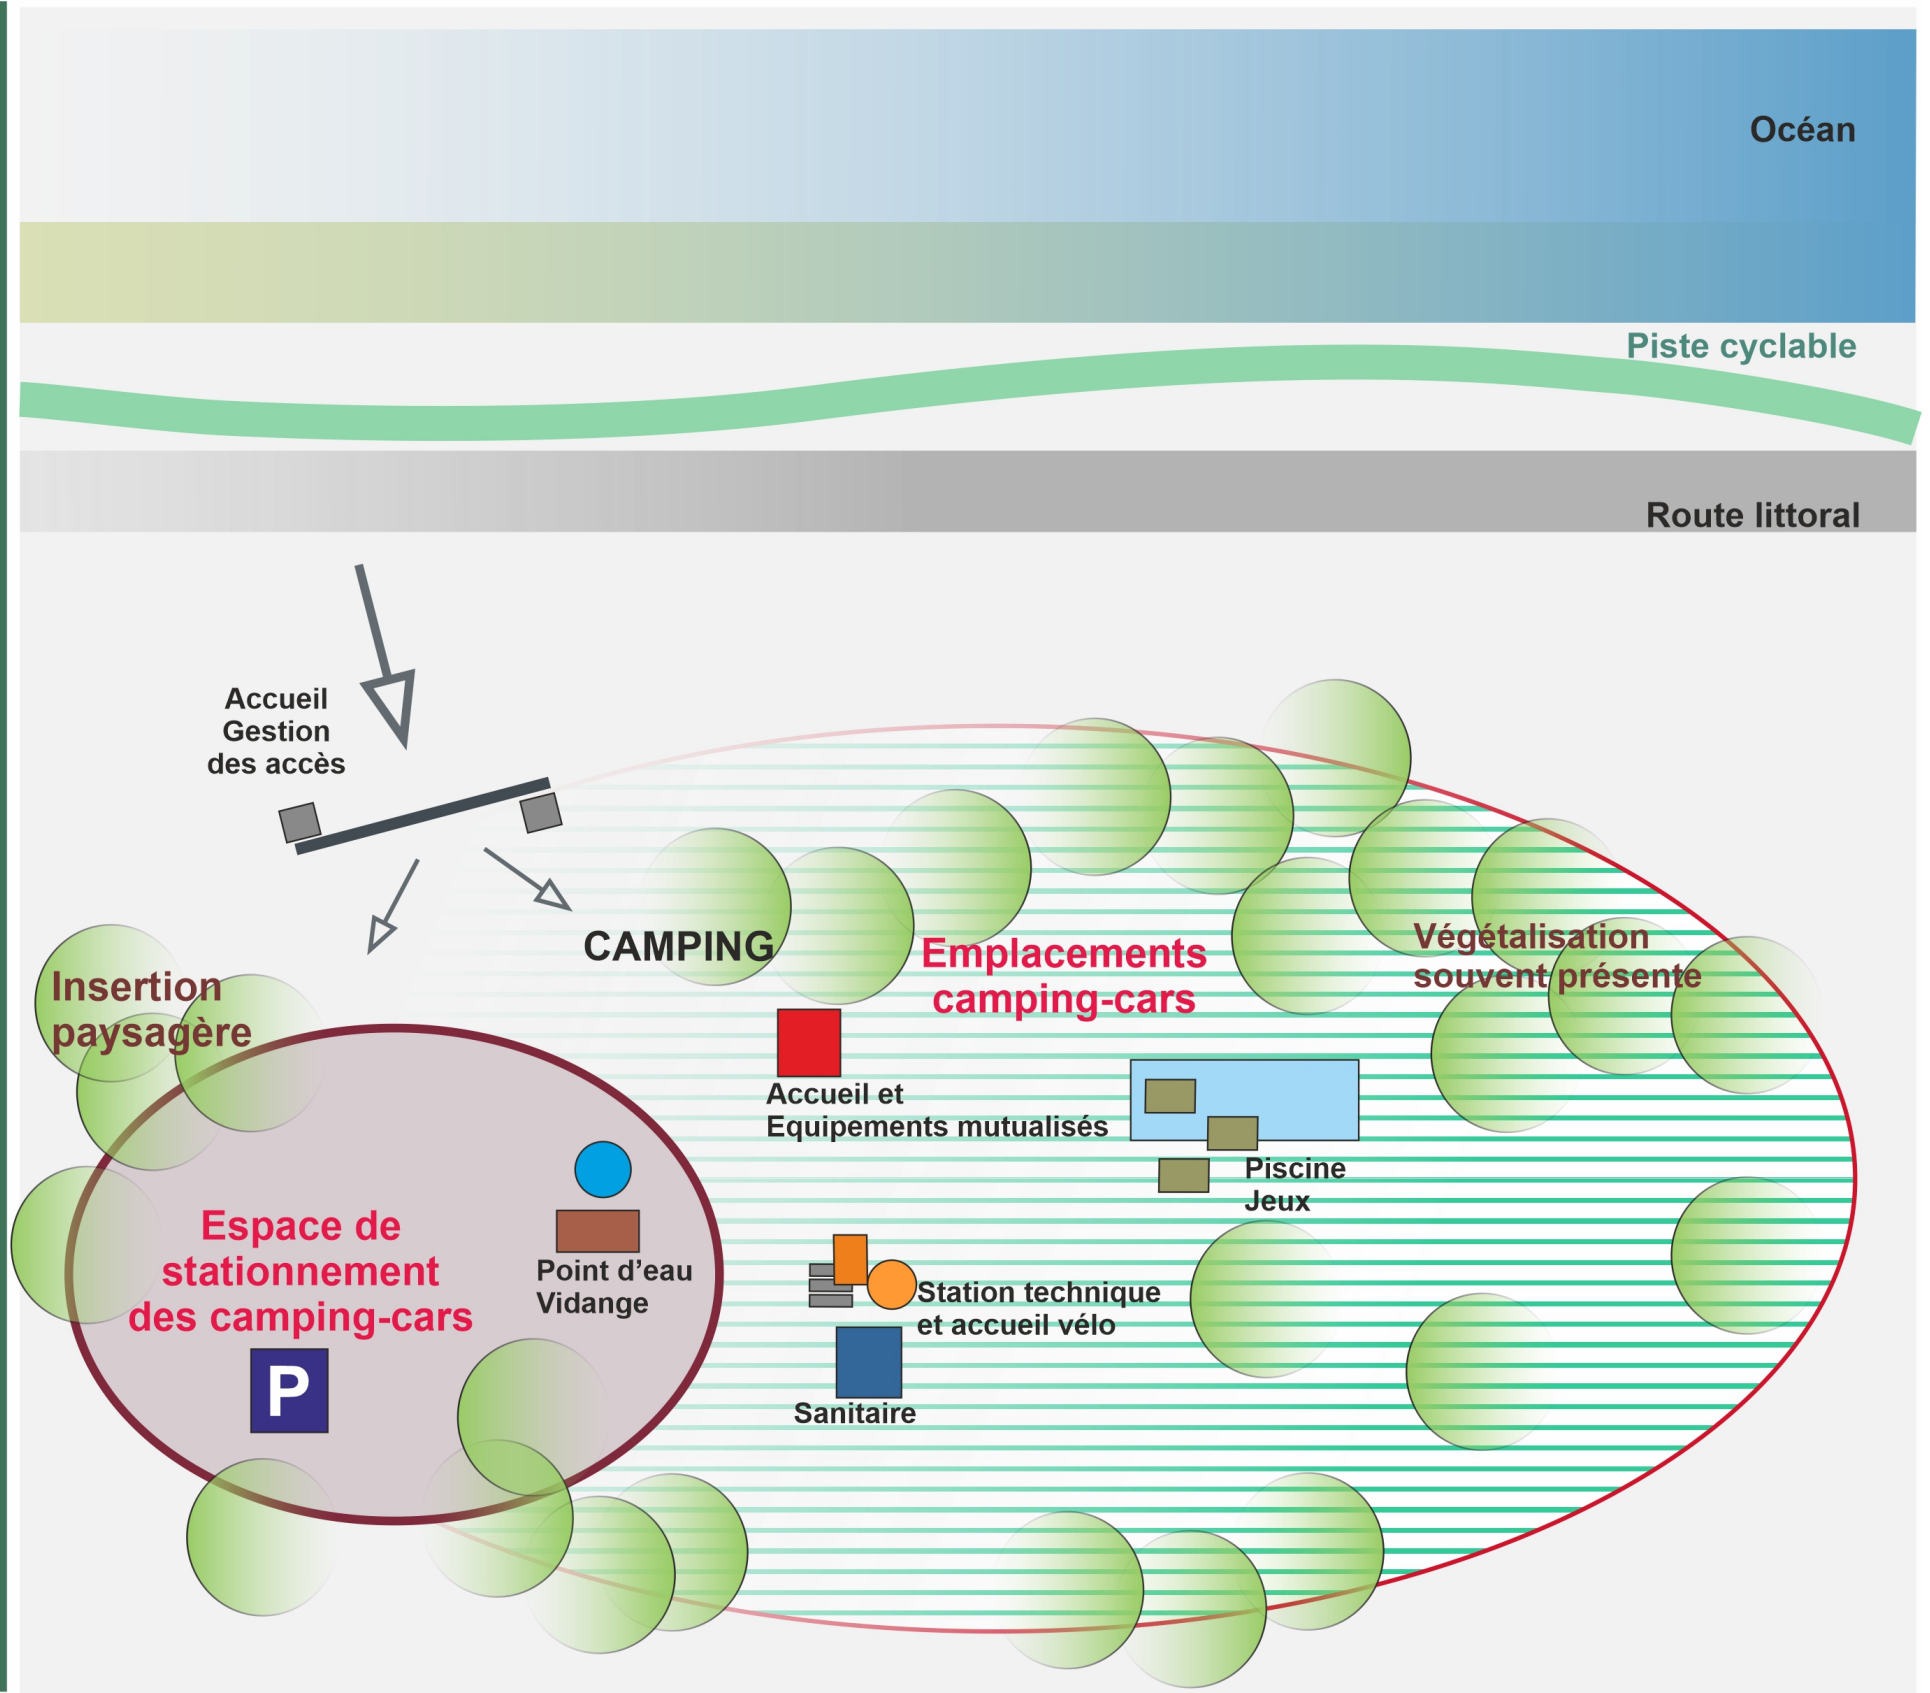 Océan
Piste cyclable
Route littoral
Accueil
Gestion
des accès
CAMPING
Emplacements
camping-cars
Végétalisation
souvent présente
Insertion
paysagère
Accueil et
Equipements mutualisés
Piscine
Jeux
Espace de
stationnement
des camping-cars
P
Point d’eau
Vidange
Station technique
et accueil vélo
Sanitaire